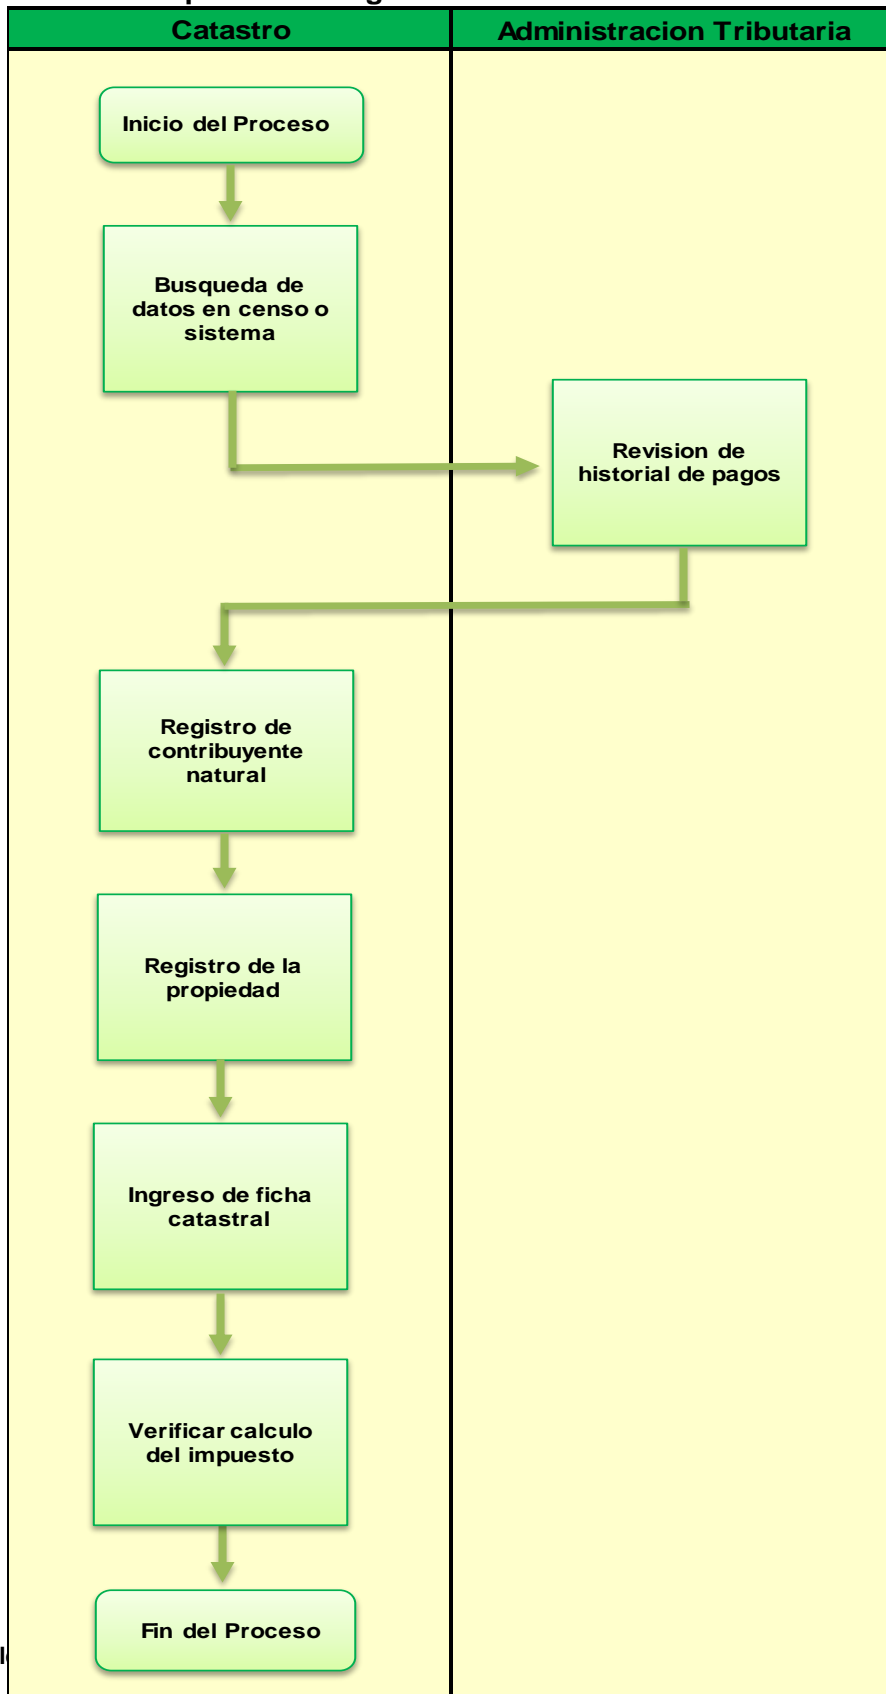 Catastro
Administracion Tributaria
Inicio del Proceso
Busqueda de
datos en censo o
sistema
Revision de
historial de pagos
Registro de
contribuyente
natural
Registro de la
propiedad
Ingreso de ficha
catastral
Verificar calculo
del impuesto
Fin del Proceso